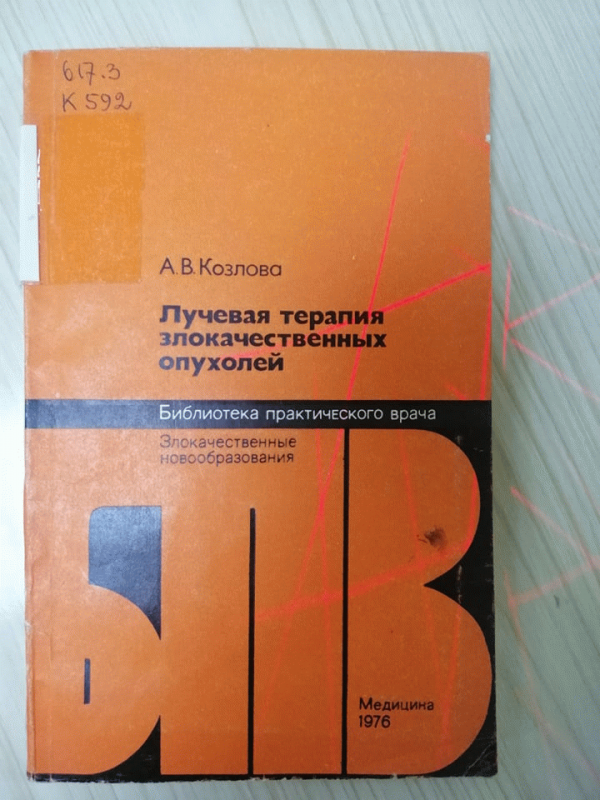 617.3
К 592
А.В.Козлова
Лучевая терапия
злокачественных
опухолей
Библиотека практического врача
Злокачественные
новообразования
БПВ
Медицина
1976